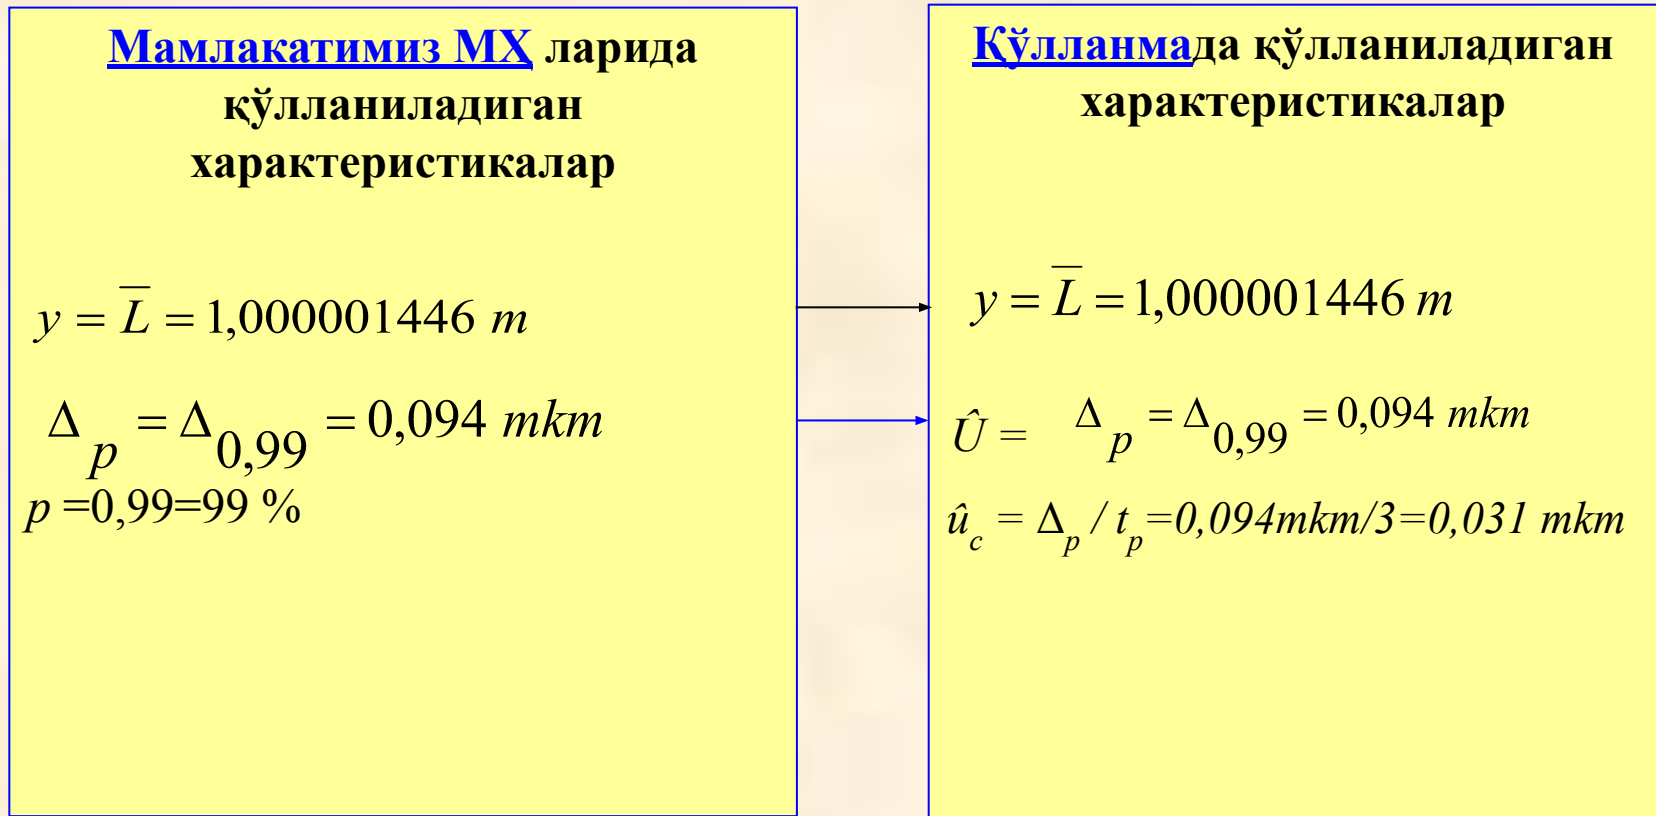 Мамлакатимиз МҲ ларида
қўлланиладиган
характеристикалар
y = L̅ = 1,000001446 m
Δp = Δ0,99 = 0,094 mkm
p =0,99=99 %
Қўлланмада қўлланиладиган
характеристикалар
y = L̅ = 1,000001446 m
Û = Δp = Δ0,99 = 0,094 mkm
ûc = Δp / tp=0,094mkm/3=0,031 mkm